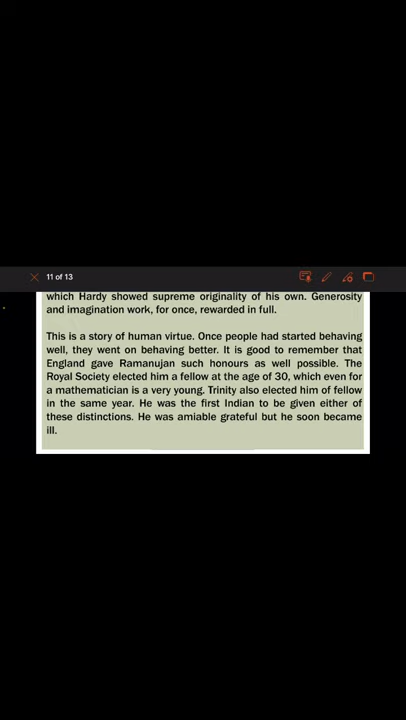 11 of 13
which Hardy showed supreme originality of his own. Generosity
and imagination work, for once, rewarded in full.
This is a story of human virtue. Once people had started behaving
well, they went on behaving better. It is good to remember that
England gave Ramanujan such honours as well possible. The
Royal Society elected him a fellow at the age of 30, which even for
a mathematician is a very young. Trinity also elected him of fellow
in the same year. He was the first Indian to be given either of
these distinctions. He was amiable grateful but he soon became
ill.